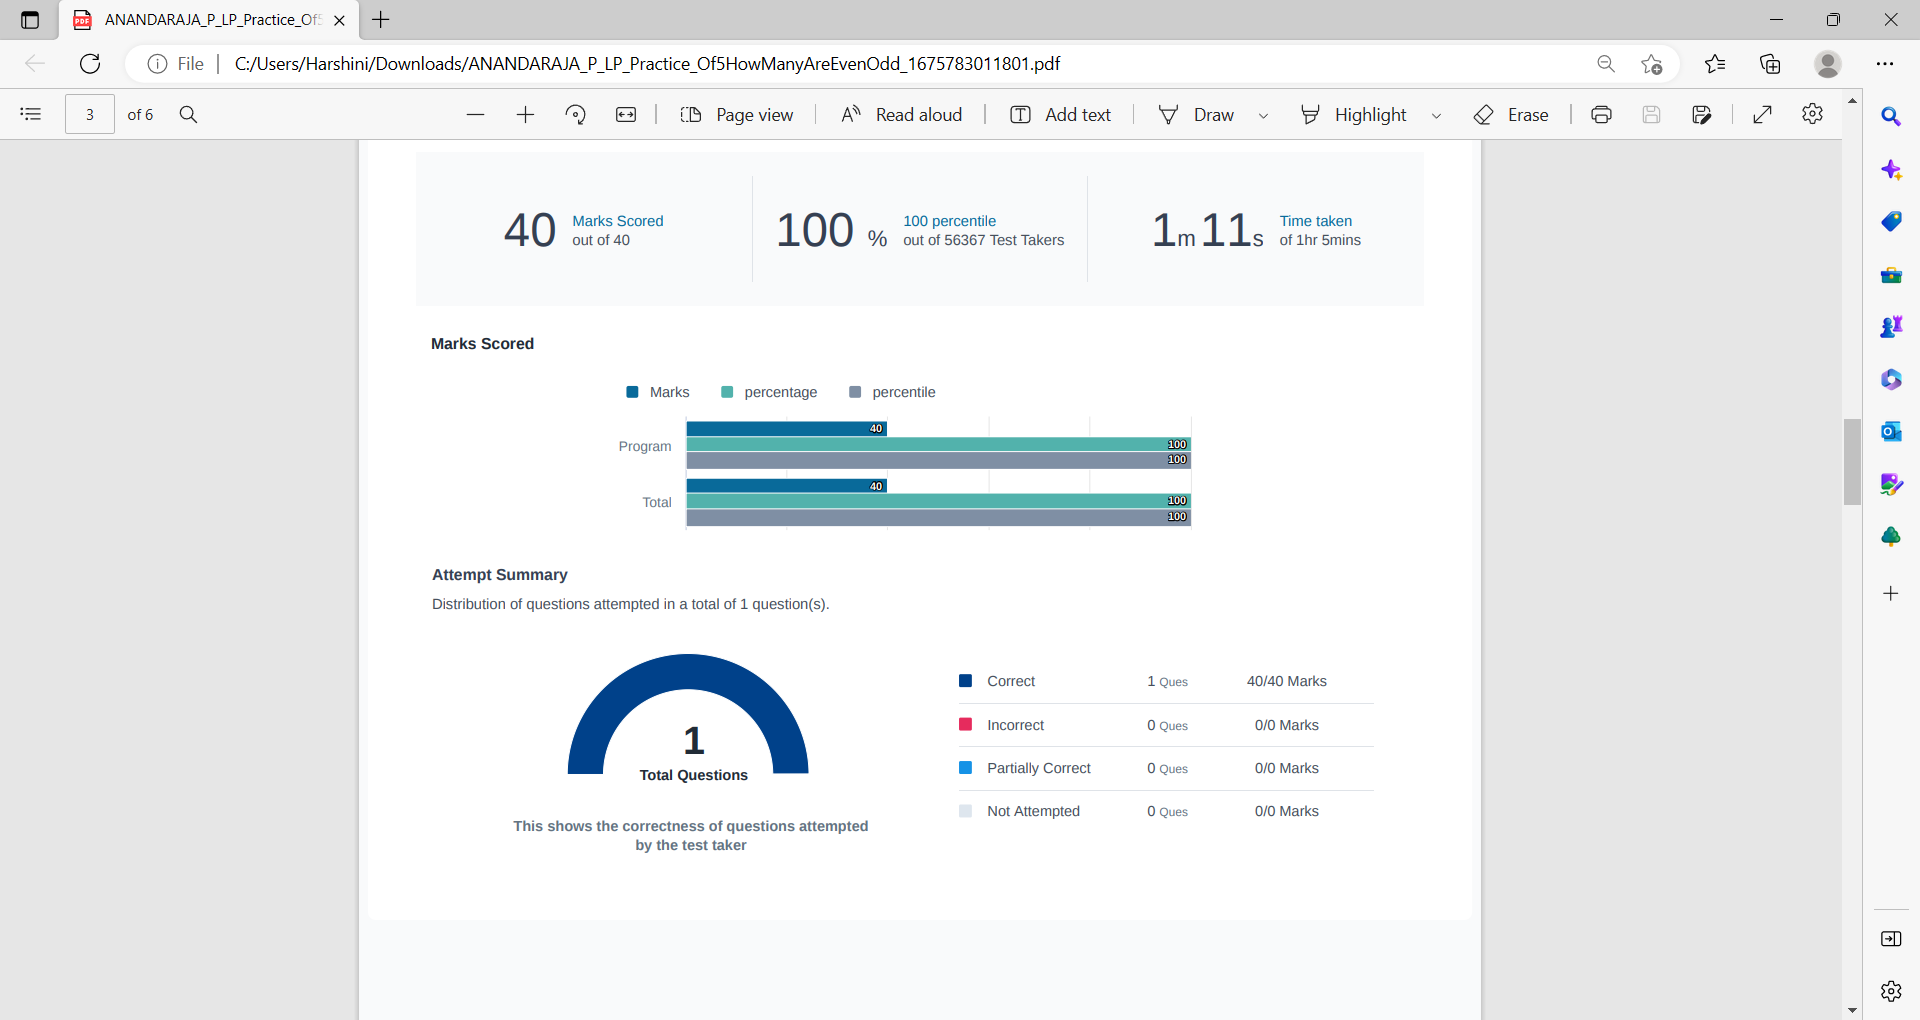 ANANDARAJA_P_LP_Practice_Of5
File
C:/Users/Harshini/Downloads/ANANDARAJA_P_LP_Practice_Of5HowManyAreEvenOdd_1675783011801.pdf
3 of 6
Page view
Read aloud
Add text
Draw
Highlight
Erase
40 Marks Scored
out of 40
100 % 100 percentile
out of 56367 Test Takers
1m 11s Time taken
of 1hr 5mins
Marks Scored
Marks percentage percentile
Program
40
100
100
Total
40
100
100
Attempt Summary
Distribution of questions attempted in a total of 1 question(s).
1
Total Questions
This shows the correctness of questions attempted
by the test taker
Correct 1 Ques 40/40 Marks
Incorrect 0 Ques 0/0 Marks
Partially Correct 0 Ques 0/0 Marks
Not Attempted 0 Ques 0/0 Marks